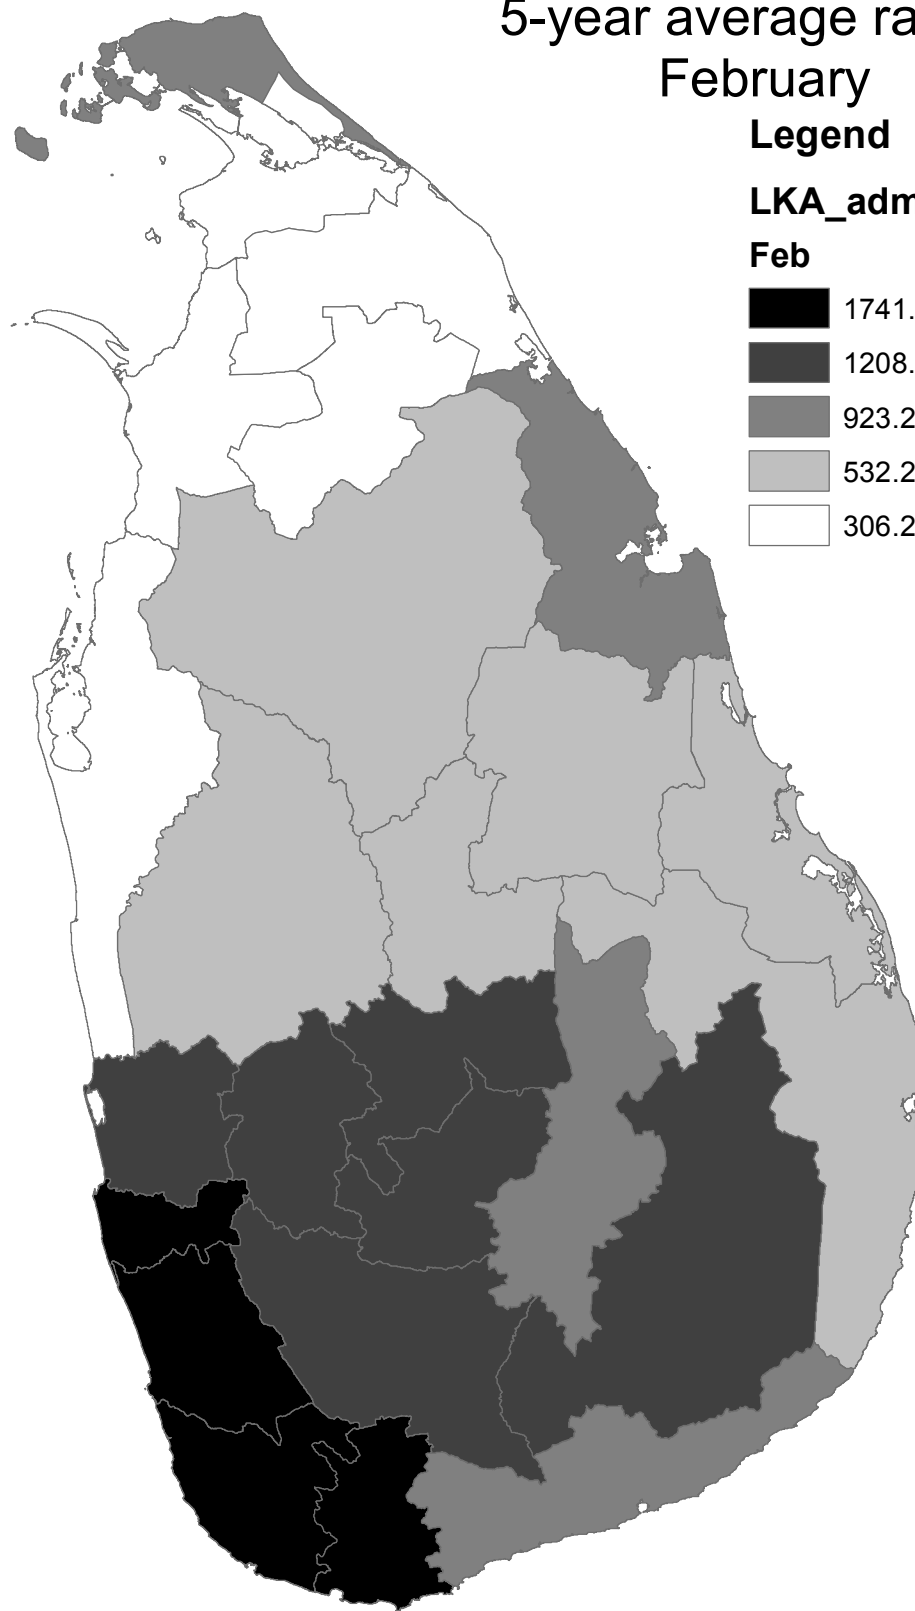 5-year average ra
February
Legend
LKA_adm
Feb
1741.
1208.
923.2
532.2
306.2